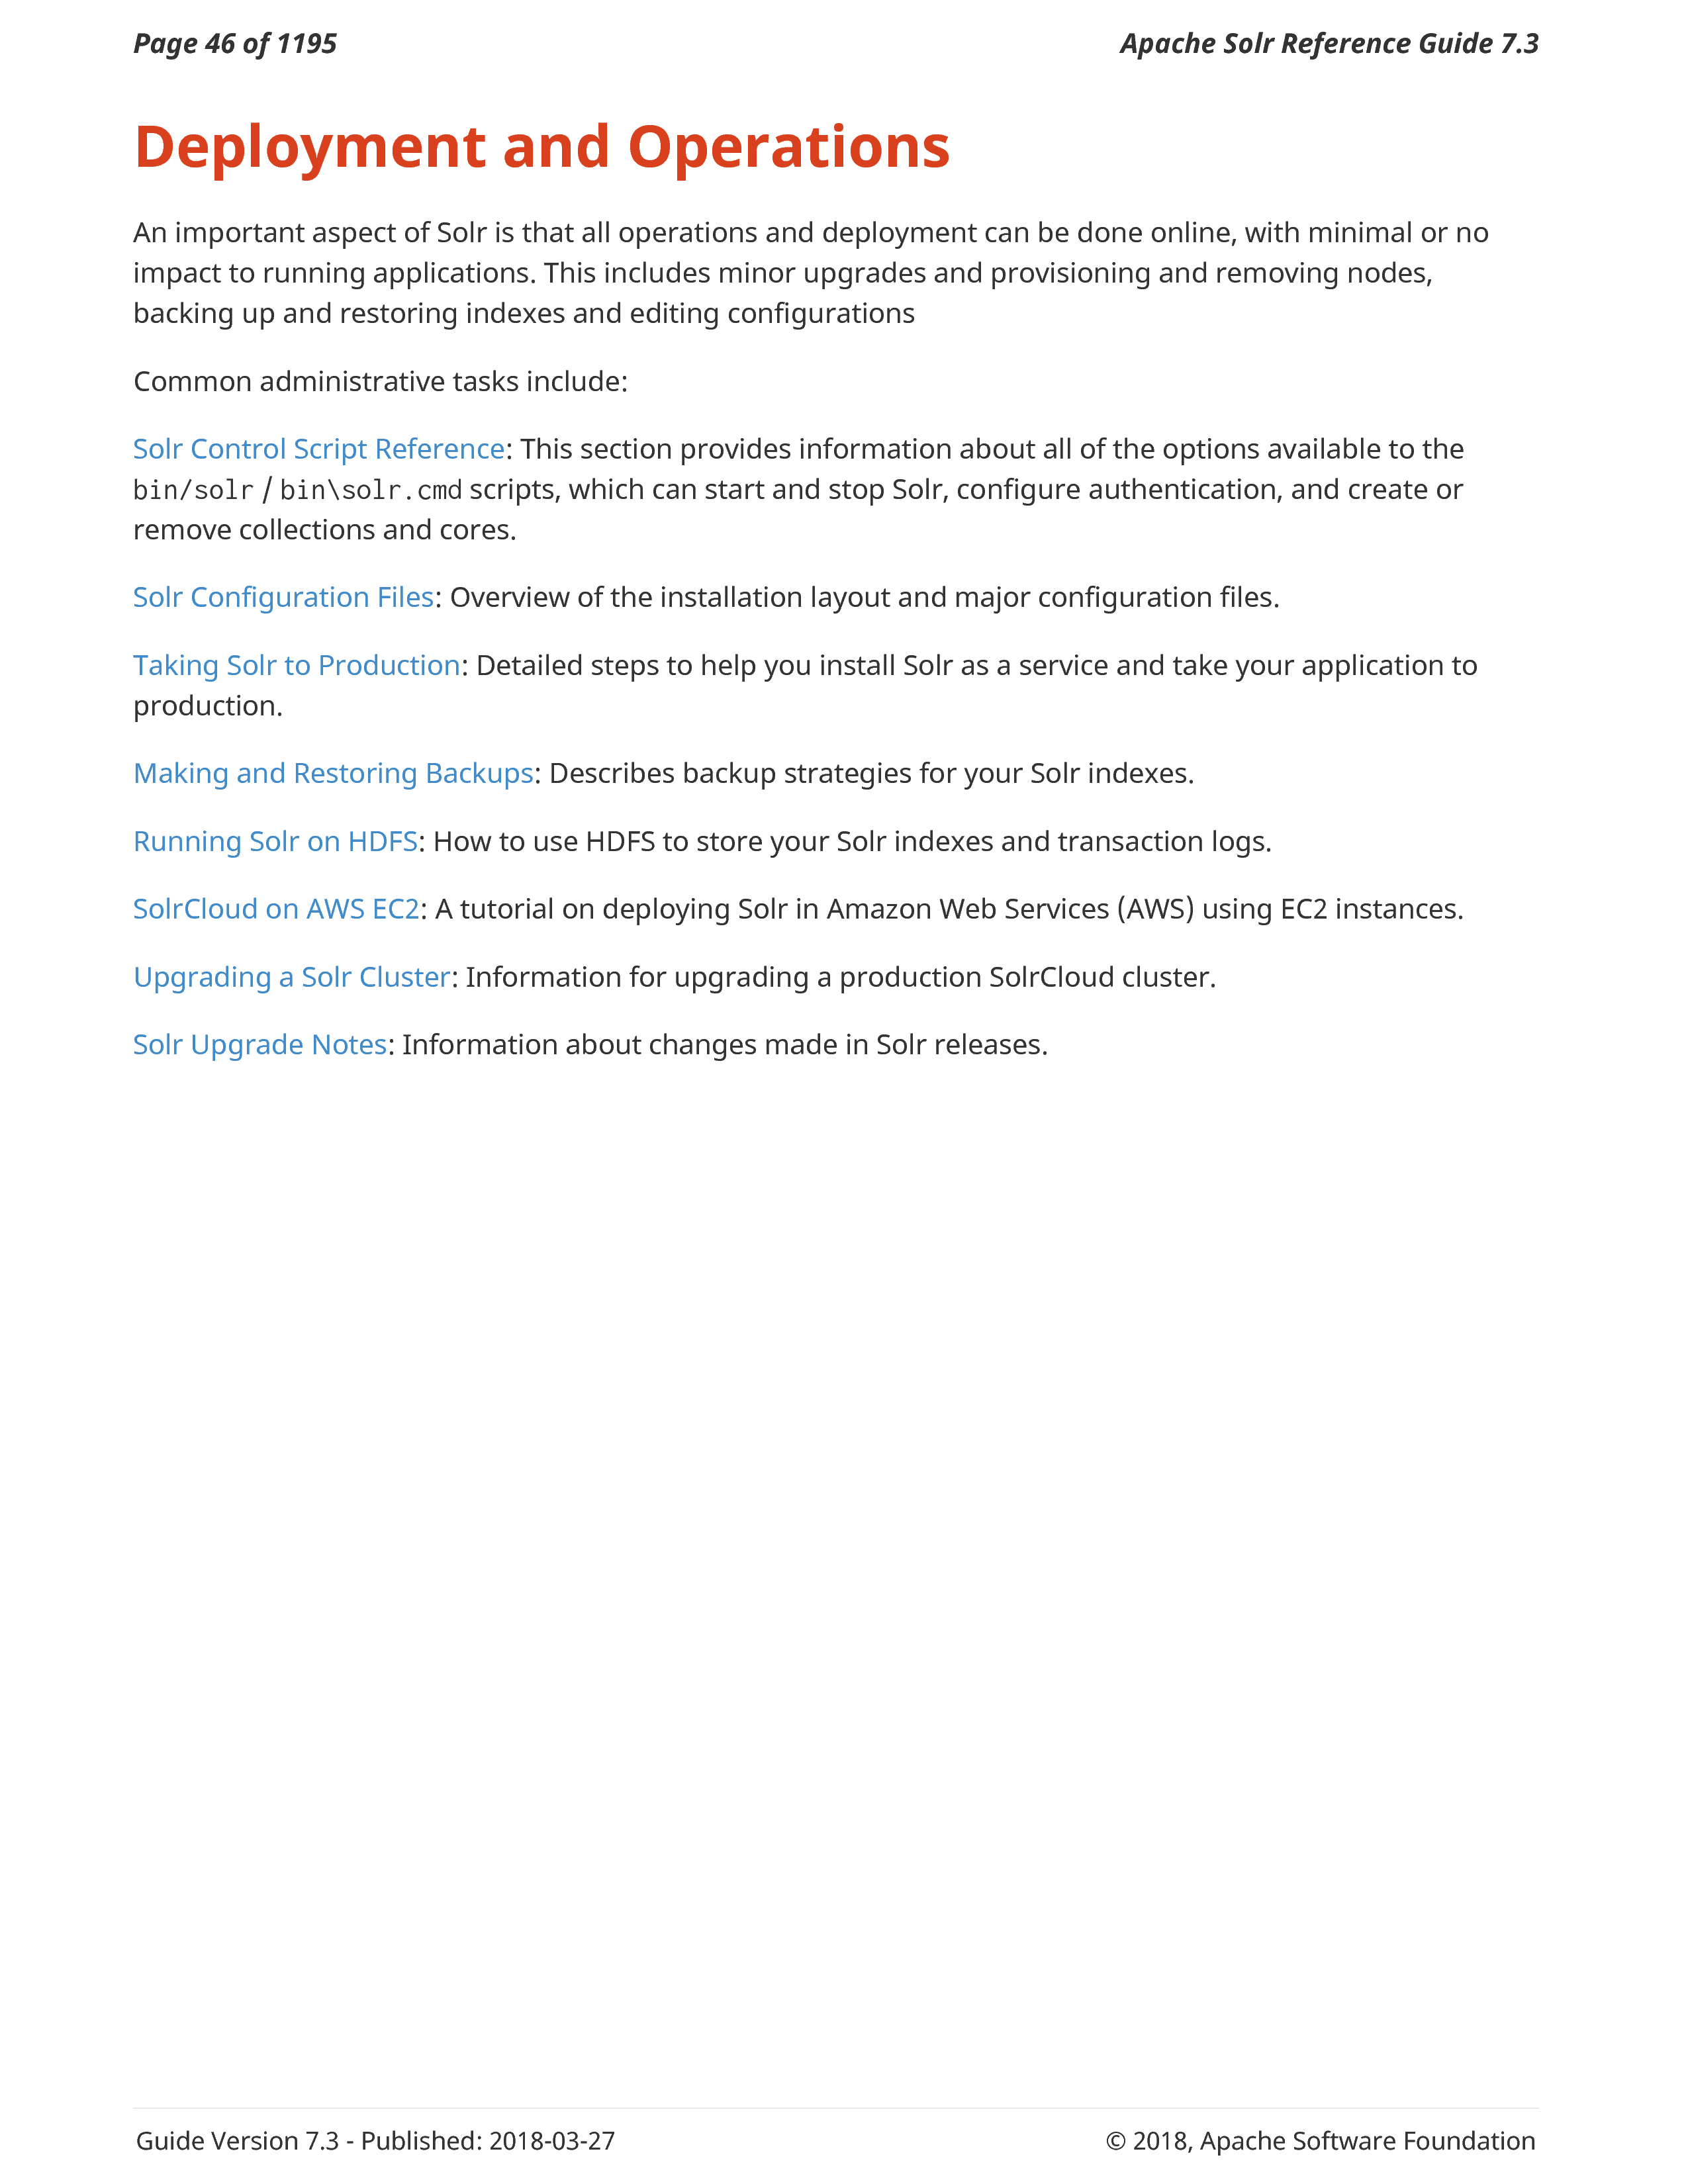 Page 46 of 1195
Apache Solr Reference Guide 7.3
Deployment and Operations
An important aspect of Solr is that all operations and deployment can be done online, with minimal or no
impact to running applications. This includes minor upgrades and provisioning and removing nodes,
backing up and restoring indexes and editing configurations
Common administrative tasks include:
Solr Control Script Reference: This section provides information about all of the options available to the
bin/solr / bin\solr.cmd scripts, which can start and stop Solr, configure authentication, and create or
remove collections and cores.
Solr Configuration Files: Overview of the installation layout and major configuration files.
Taking Solr to Production: Detailed steps to help you install Solr as a service and take your application to
production.
Making and Restoring Backups: Describes backup strategies for your Solr indexes.
Running Solr on HDFS: How to use HDFS to store your Solr indexes and transaction logs.
SolrCloud on AWS EC2: A tutorial on deploying Solr in Amazon Web Services (AWS) using EC2 instances.
Upgrading a Solr Cluster: Information for upgrading a production SolrCloud cluster.
Solr Upgrade Notes: Information about changes made in Solr releases.
Guide Version 7.3 - Published: 2018-03-27
© 2018, Apache Software Foundation